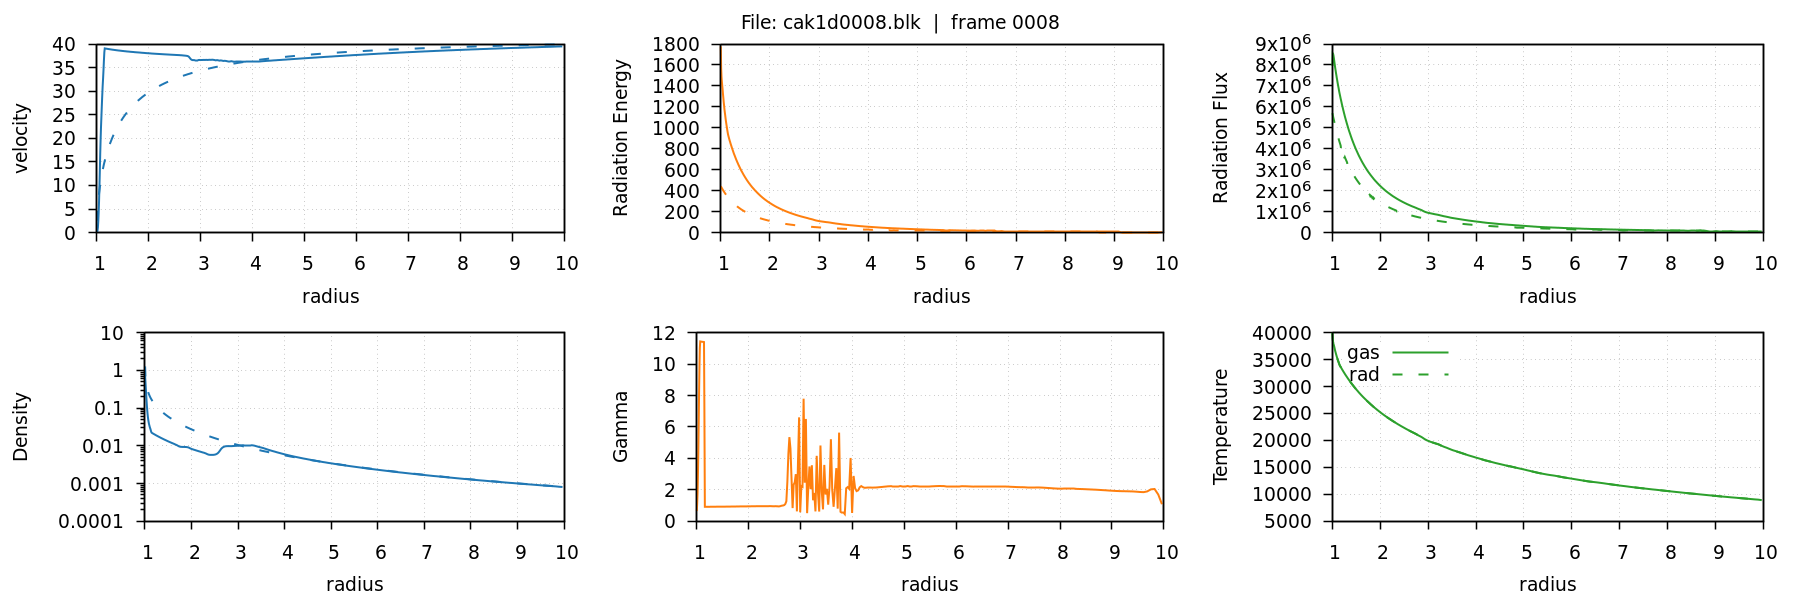 File: cak1d0008.blk | frame 0008
velocity
40
35
30
25
20
15
10
5
0
1 2 3 4 5 6 7 8 9 10
radius
Radiation Energy
1800
1600
1400
1200
1000
800
600
400
200
0
1 2 3 4 5 6 7 8 9 10
radius
Radiation Flux
9x10⁶
8x10⁶
7x10⁶
6x10⁶
5x10⁶
4x10⁶
3x10⁶
2x10⁶
1x10⁶
0
1 2 3 4 5 6 7 8 9 10
radius
Density
10
1
0.1
0.01
0.001
0.0001
1 2 3 4 5 6 7 8 9 10
radius
Gamma
12
10
8
6
4
2
0
1 2 3 4 5 6 7 8 9 10
radius
Temperature
40000
35000
30000
25000
20000
15000
10000
5000
gas
rad
1 2 3 4 5 6 7 8 9 10
radius